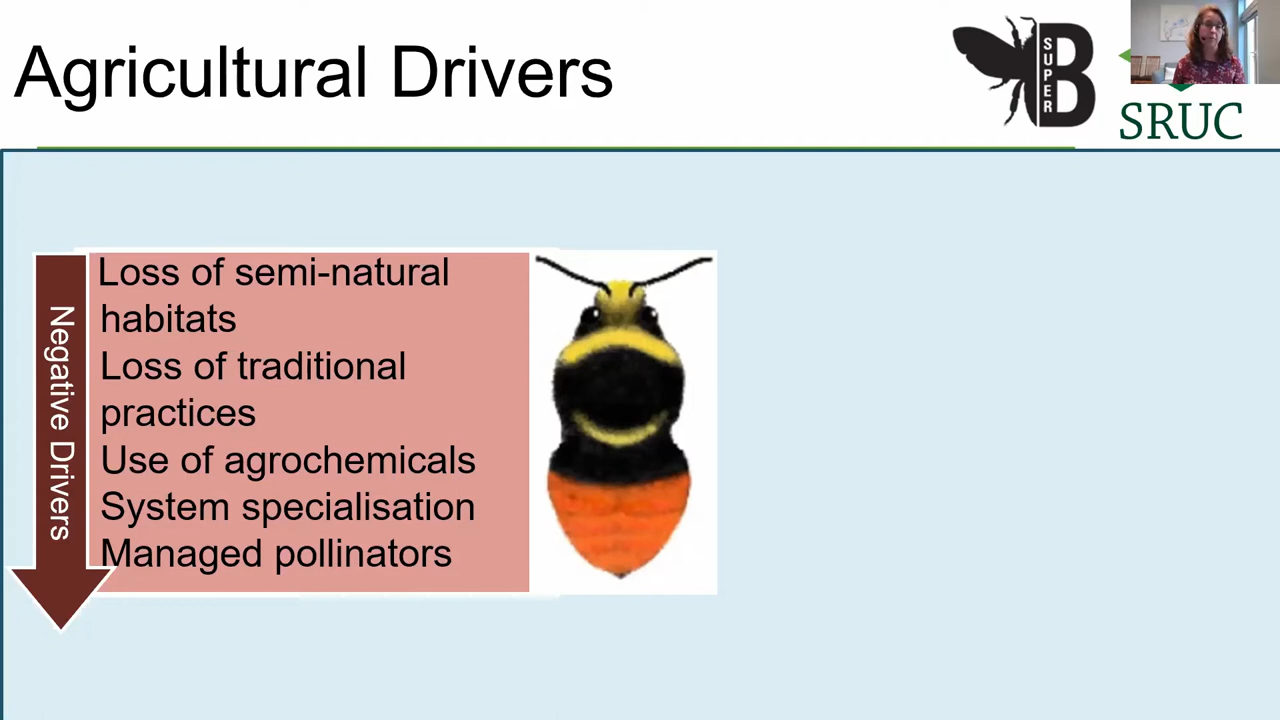 Agricultural Drivers
SUPER
B
SRUC
Negative Drivers
Loss of semi-natural
habitats
Loss of traditional
practices
Use of agrochemicals
System specialisation
Managed pollinators